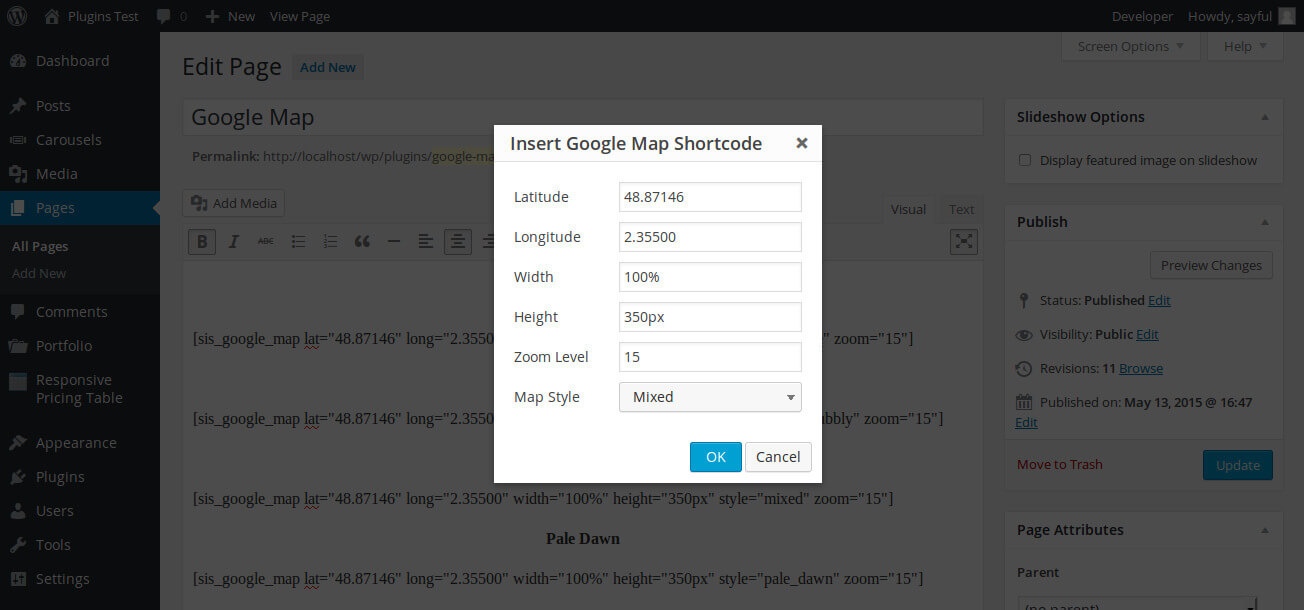 Plugins Test 0 New View Page Developer Howdy, sayful
Dashboard
Posts
Carousels
Media
Pages
All Pages
Add New
Comments
Portfolio
Responsive
Pricing Table
Appearance
Plugins
Users
Tools
Settings
Screen Options Help
Edit Page Add New
Google Map
Permalink: http://localhost/wp/plugins/google-ma
Add Media
Visual Text
B I ABC
[sis_google_map lat="48.87146" long="2.3550 " zoom="15"]
[sis_google_map lat="48.87146" long="2.3550 bbly" zoom="15"]
[sis_google_map lat="48.87146" long="2.35500" width="100%" height="350px" style="mixed" zoom="15"]
Pale Dawn
[sis_google_map lat="48.87146" long="2.35500" width="100%" height="350px" style="pale_dawn" zoom="15"]
Insert Google Map Shortcode
Latitude 48.87146
Longitude 2.35500
Width 100%
Height 350px
Zoom Level 15
Map Style Mixed
OK Cancel
Slideshow Options
Display featured image on slideshow
Publish
Preview Changes
Status: Published Edit
Visibility: Public Edit
Revisions: 11 Browse
Published on: May 13, 2015 @ 16:47
Edit
Move to Trash Update
Page Attributes
Parent
(no parent)